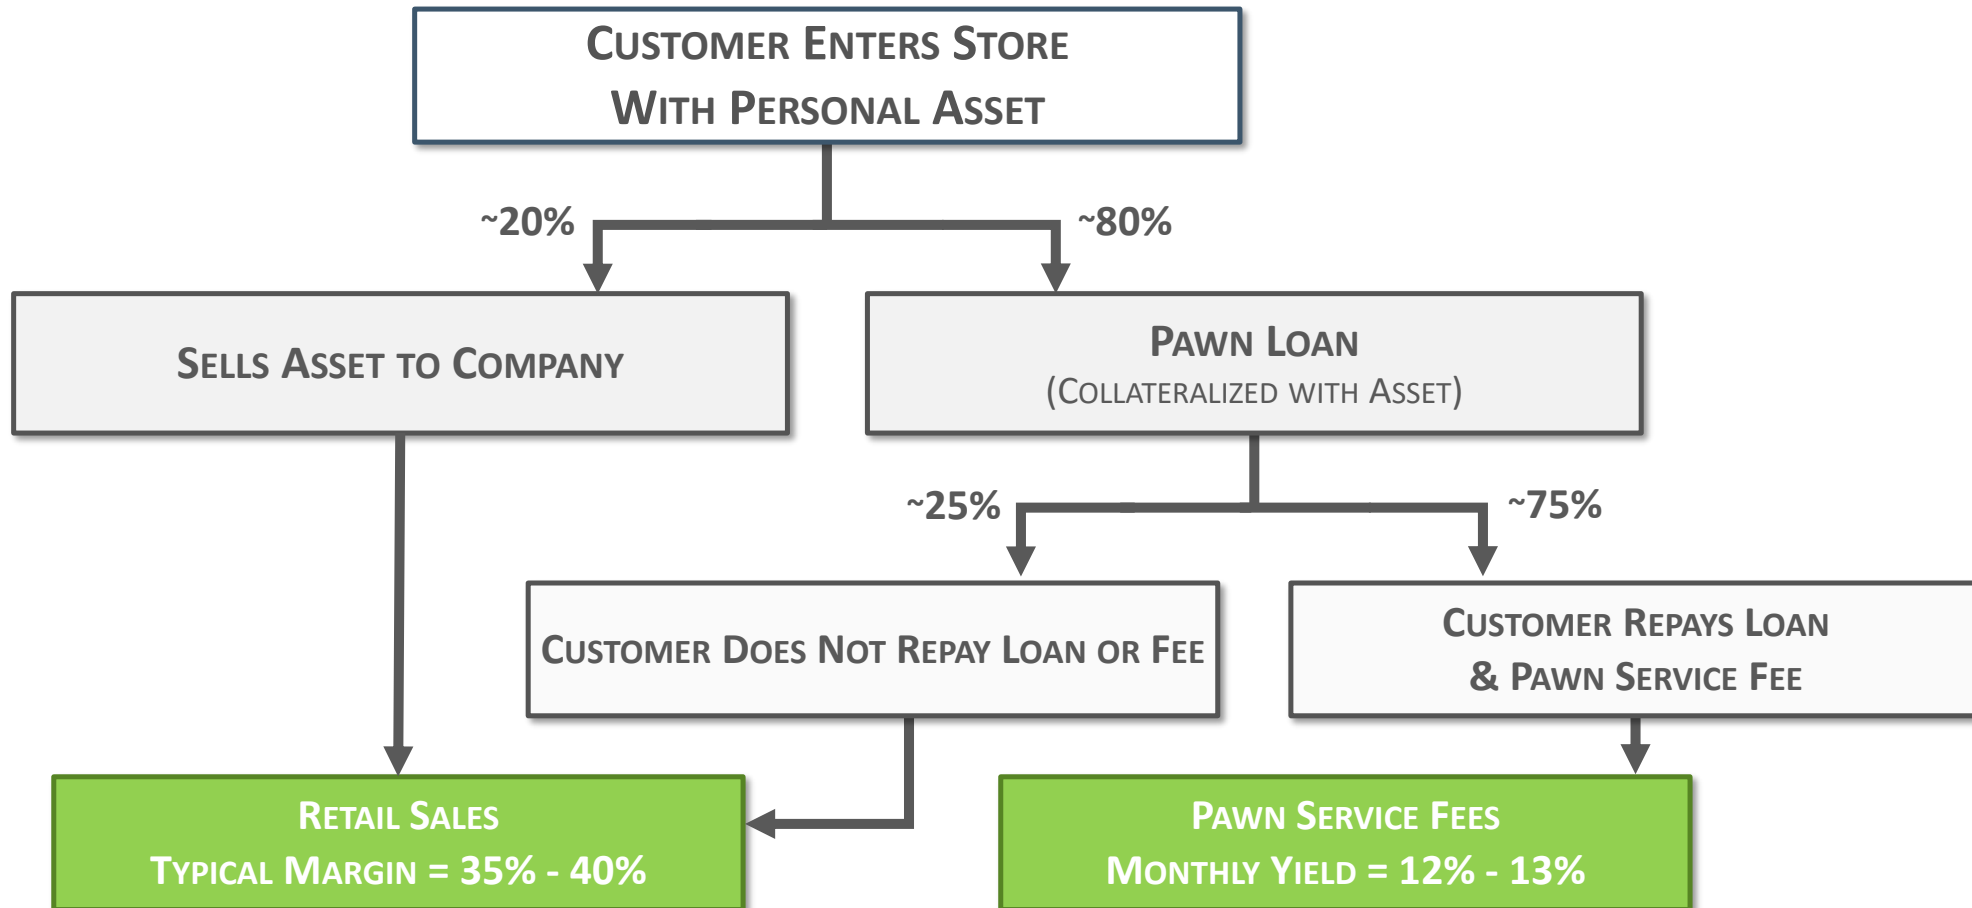 Customer Enters Store
With Personal Asset
~20%
~80%
Sells Asset to Company
Pawn Loan
(Collateralized with Asset)
~25%
~75%
Customer Does Not Repay Loan or Fee
Customer Repays Loan
& Pawn Service Fee
Retail Sales
Typical Margin = 35% - 40%
Pawn Service Fees
Monthly Yield = 12% - 13%